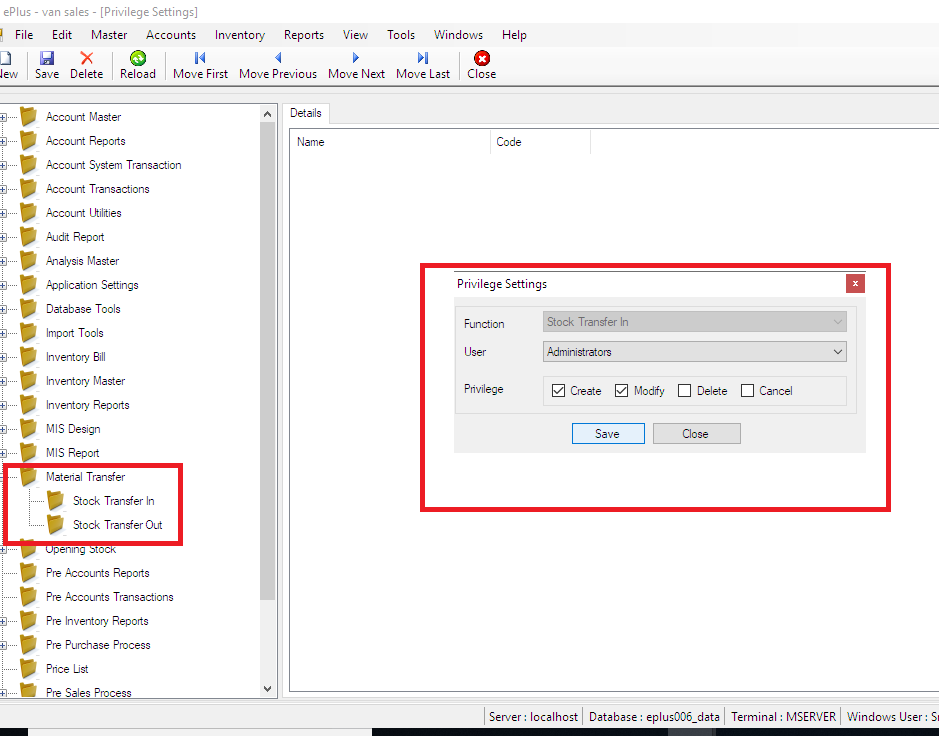 ePlus - van sales - [Privilege Settings]
File Edit Master Accounts Inventory Reports View Tools Windows Help
Save Delete Reload Move First Move Previous Move Next Move Last Close
Account Master
Account Reports
Account System Transaction
Account Transactions
Account Utilities
Audit Report
Analysis Master
Application Settings
Database Tools
Import Tools
Inventory Bill
Inventory Master
Inventory Reports
MIS Design
MIS Report
Material Transfer
Stock Transfer In
Stock Transfer Out
Opening Stock
Pre Accounts Reports
Pre Accounts Transactions
Pre Inventory Reports
Pre Purchase Process
Price List
Pre Sales Process
Details
Name Code
Privilege Settings x
Function Stock Transfer In
User Administrators
Privilege Create Modify Delete Cancel
Save Close
Server : localhost Database : eplus006_data Terminal : MSERVER Windows User :